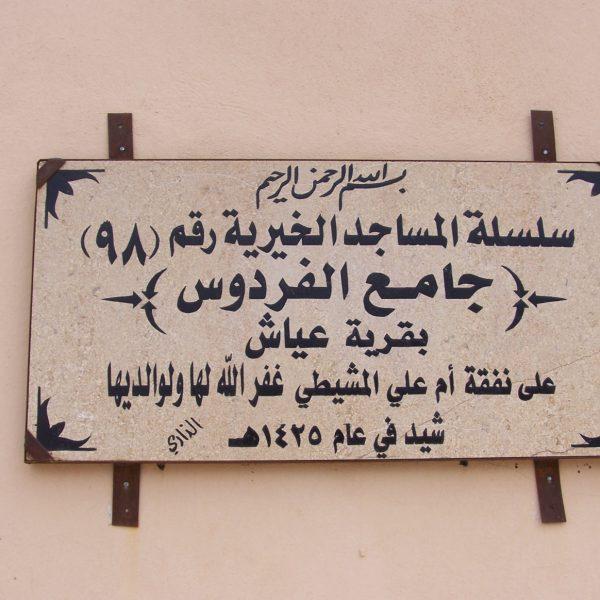 بسم الله الرحمن الرحيم
سلسلة المساجد الخيرية رقم (٩٨)
جامع الفردوس
بقرية عياش
على نفقة أم علي المشيطي غفر الله لها ولوالديها
شيد في عام ١٤٢٥هـ